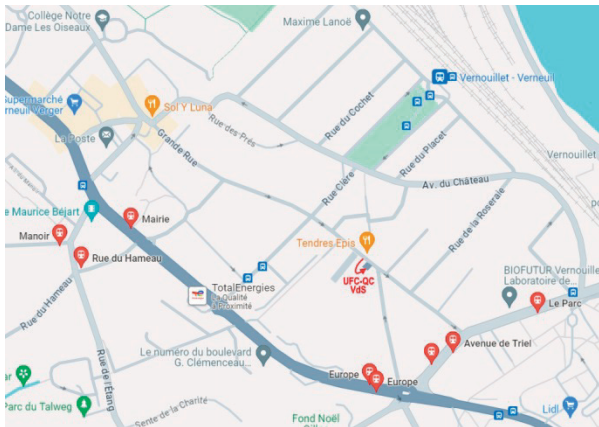 Collège Notre
Dame Les Oiseaux
Maxime Lanoë
Vernouillet - Verneuil
Supermarché
Verger
Sol Y Luna
La Poste
Rue du Cochet
Rue des Prés
Grande Rue
Rue du Placet
Vernouillet
Rue Clère
Av. du Château
Maurice Béjart
Mairie
Rue de la Roseraie
Manoir
Tendres Epis
Rue du Hameau
UFC-QC
VdS
BIOFUTUR Vernouille
Laboratoire de...
TotalEnergies
La Qualité
à Proximité
Le Parc
Rue du Hameau
Avenue de Triel
Le numéro du boulevard
G. Clémenceau...
Europe
Europe
Rue de l'Étang
Parc du Talweg
Sente de la Charité
Fond Noël
Lidl